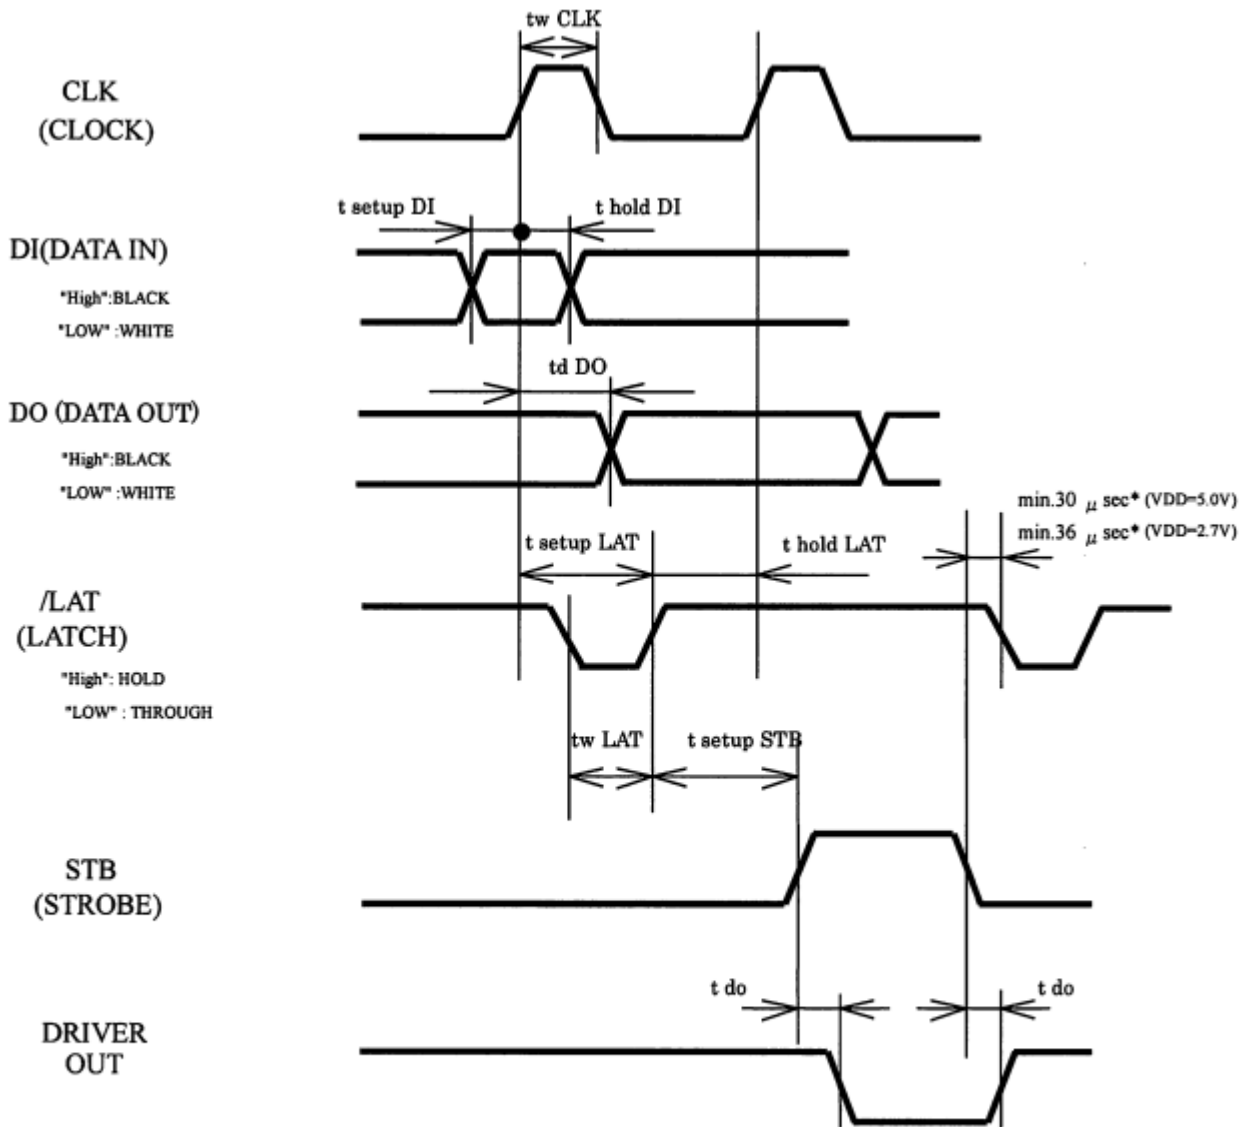 tw CLK
CLK
(CLOCK)
t setup DI
t hold DI
DI(DATA IN)
"High":BLACK
"LOW" :WHITE
td DO
DO (DATA OUT)
"High":BLACK
"LOW" :WHITE
min.30 μ sec* (VDD=5.0V)
min.36 μ sec* (VDD=2.7V)
t setup LAT
t hold LAT
/LAT
(LATCH)
"High": HOLD
"LOW" : THROUGH
tw LAT
t setup STB
STB
(STROBE)
t do
t do
DRIVER
OUT